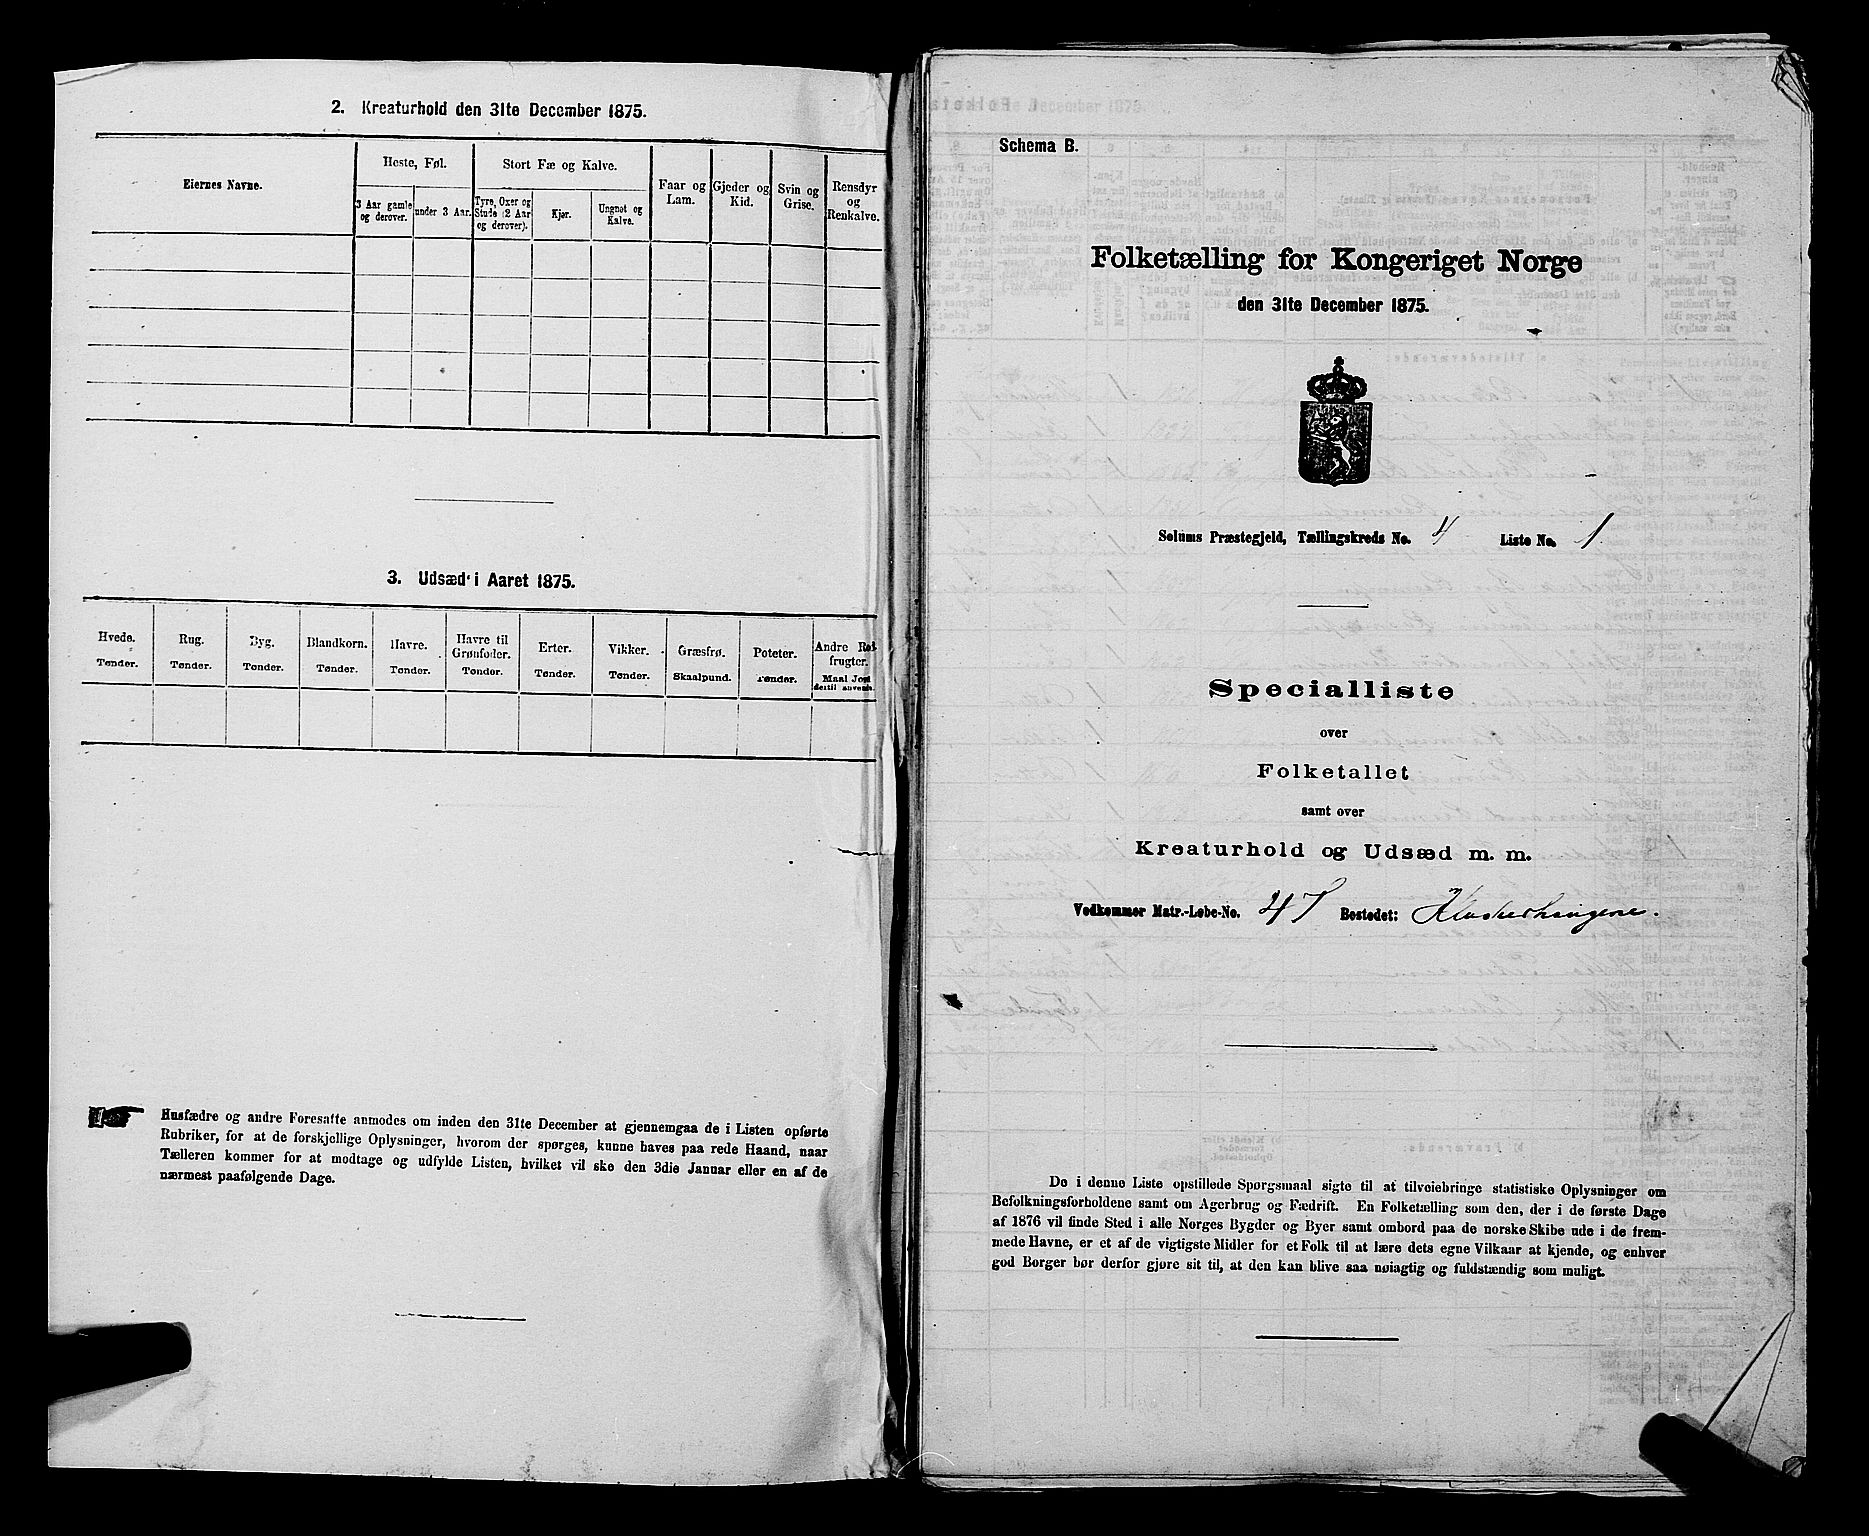 2. Kreaturhold den 31te December 1875.
Eiernes Navne.
Heste, Føl.
Stort Fæ og Kalve.
Faar og
Lam.
Gjeder og
Kid.
Svin og
Grise.
Rensdyr
og
Renkalve.
3 Aar gamle
og derover.
under 3 Aar.
Tyre, Oxer og
Stude (2 Aar
og derover).
Kjør.
Ungnøt og
Kalve.
3. Udsæd i Aaret 1875.
Hvede.
Tønder.
Rug.
Tønder.
Byg.
Tønder.
Blandkorn.
Tønder.
Havre.
Tønder.
Havre til
Grønfoder.
Tønder.
Erter.
Tønder.
Vikker.
Tønder.
Græsfrø.
Skaalpund.
Poteter.
Tønder.
Andre Rod-
frugter.
Maal Jord
dertil anvendt.
Husfædre og andre Foresatte anmodes om inden den 31te December at gjennemgaa de i Listen opførte
Rubriker, for at de forskjellige Oplysninger, hvorom der spørges, kunne haves paa rede Haand, naar
Tælleren kommer for at modtage og udfylde Listen, hvilket vil ske den 3die Januar eller en af de
nærmest paafølgende Dage.
Schema B.
Folketælling for Kongeriget Norge
den 31te December 1875.
Solums Præstegjeld, Tællingskreds No. 4 Liste No. 1
Specialliste
over
Folketallet
samt over
Kreaturhold og Udsæd m. m.
Vedkommer Matr.-Løbe-No. 47 Bostedet: Klosterhaugene.
De i denne Liste opstillede Spørgsmaal sigte til at tilveiebringe statistiske Oplysninger om
Befolkningsforholdene samt om Agerbrug og Fædrift. En Folketælling som den, der i de første Dage
af 1876 vil finde Sted i alle Norges Bygder og Byer samt ombord paa de norske Skibe ude i de frem-
mede Havne, er et af de vigtigste Midler for et Folk til at lære dets egne Vilkaar at kjende, og enhver
god Borger bør derfor gjøre sit til, at den kan blive saa nøiagtig og fuldstændig som muligt.